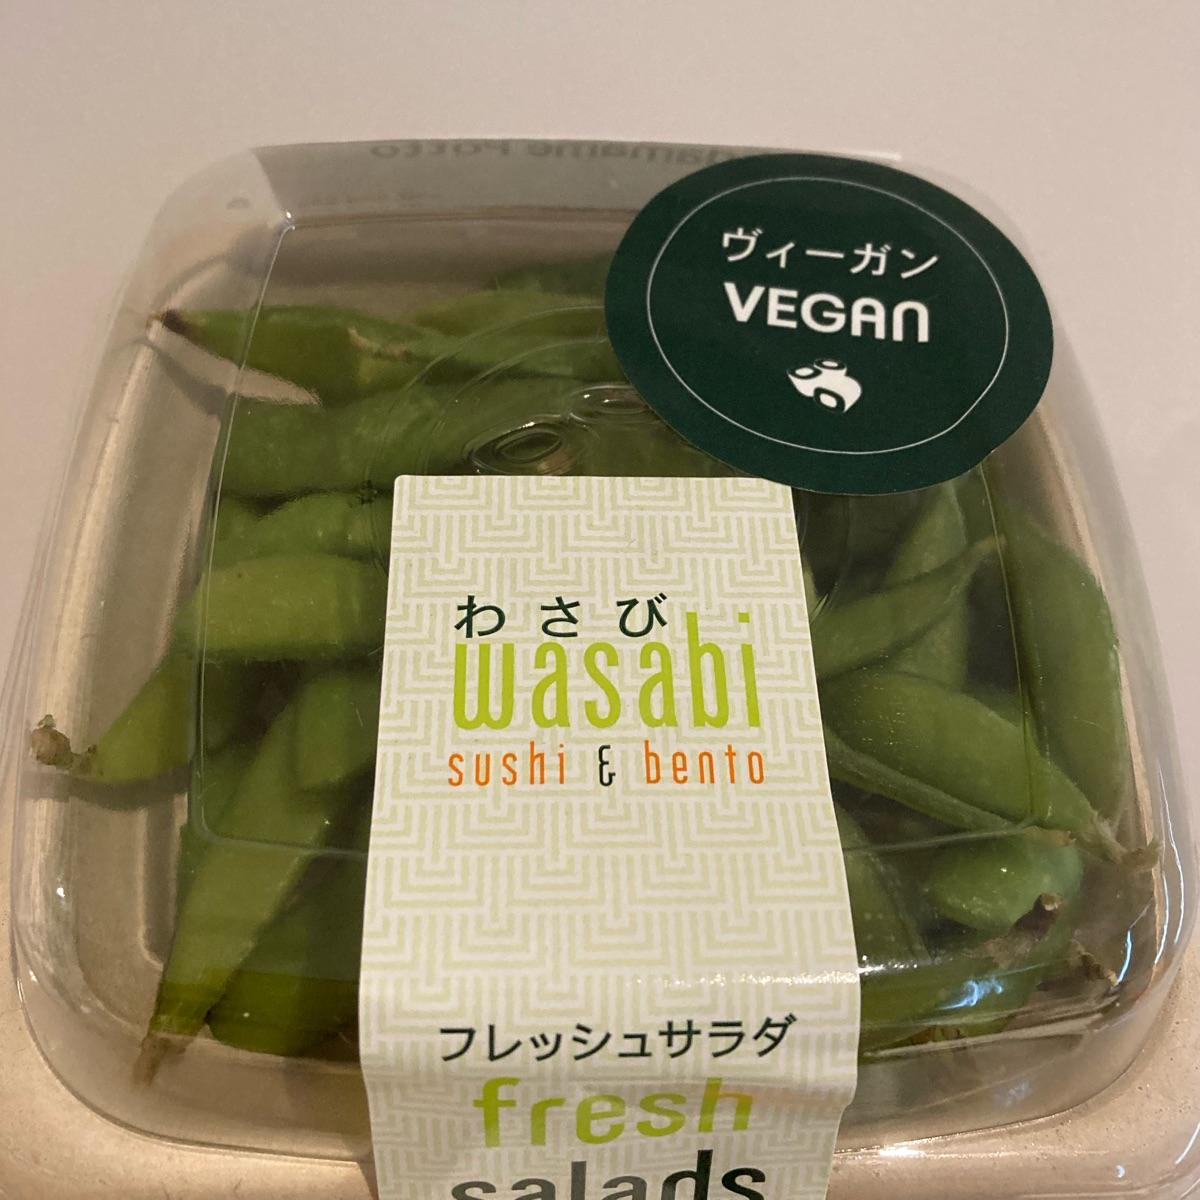 ヴィーガン
VEGAN
わさび
wasabi
sushi & bento
フレッシュサラダ
fresh
salads